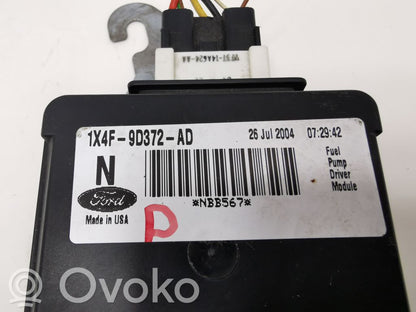 1X4F-9D372-AD
26 Jul 2004 07:29:42
N
Fuel
Pump
Driver
Module
Ford
*NBB567*
Made in USA
D
OVOKO